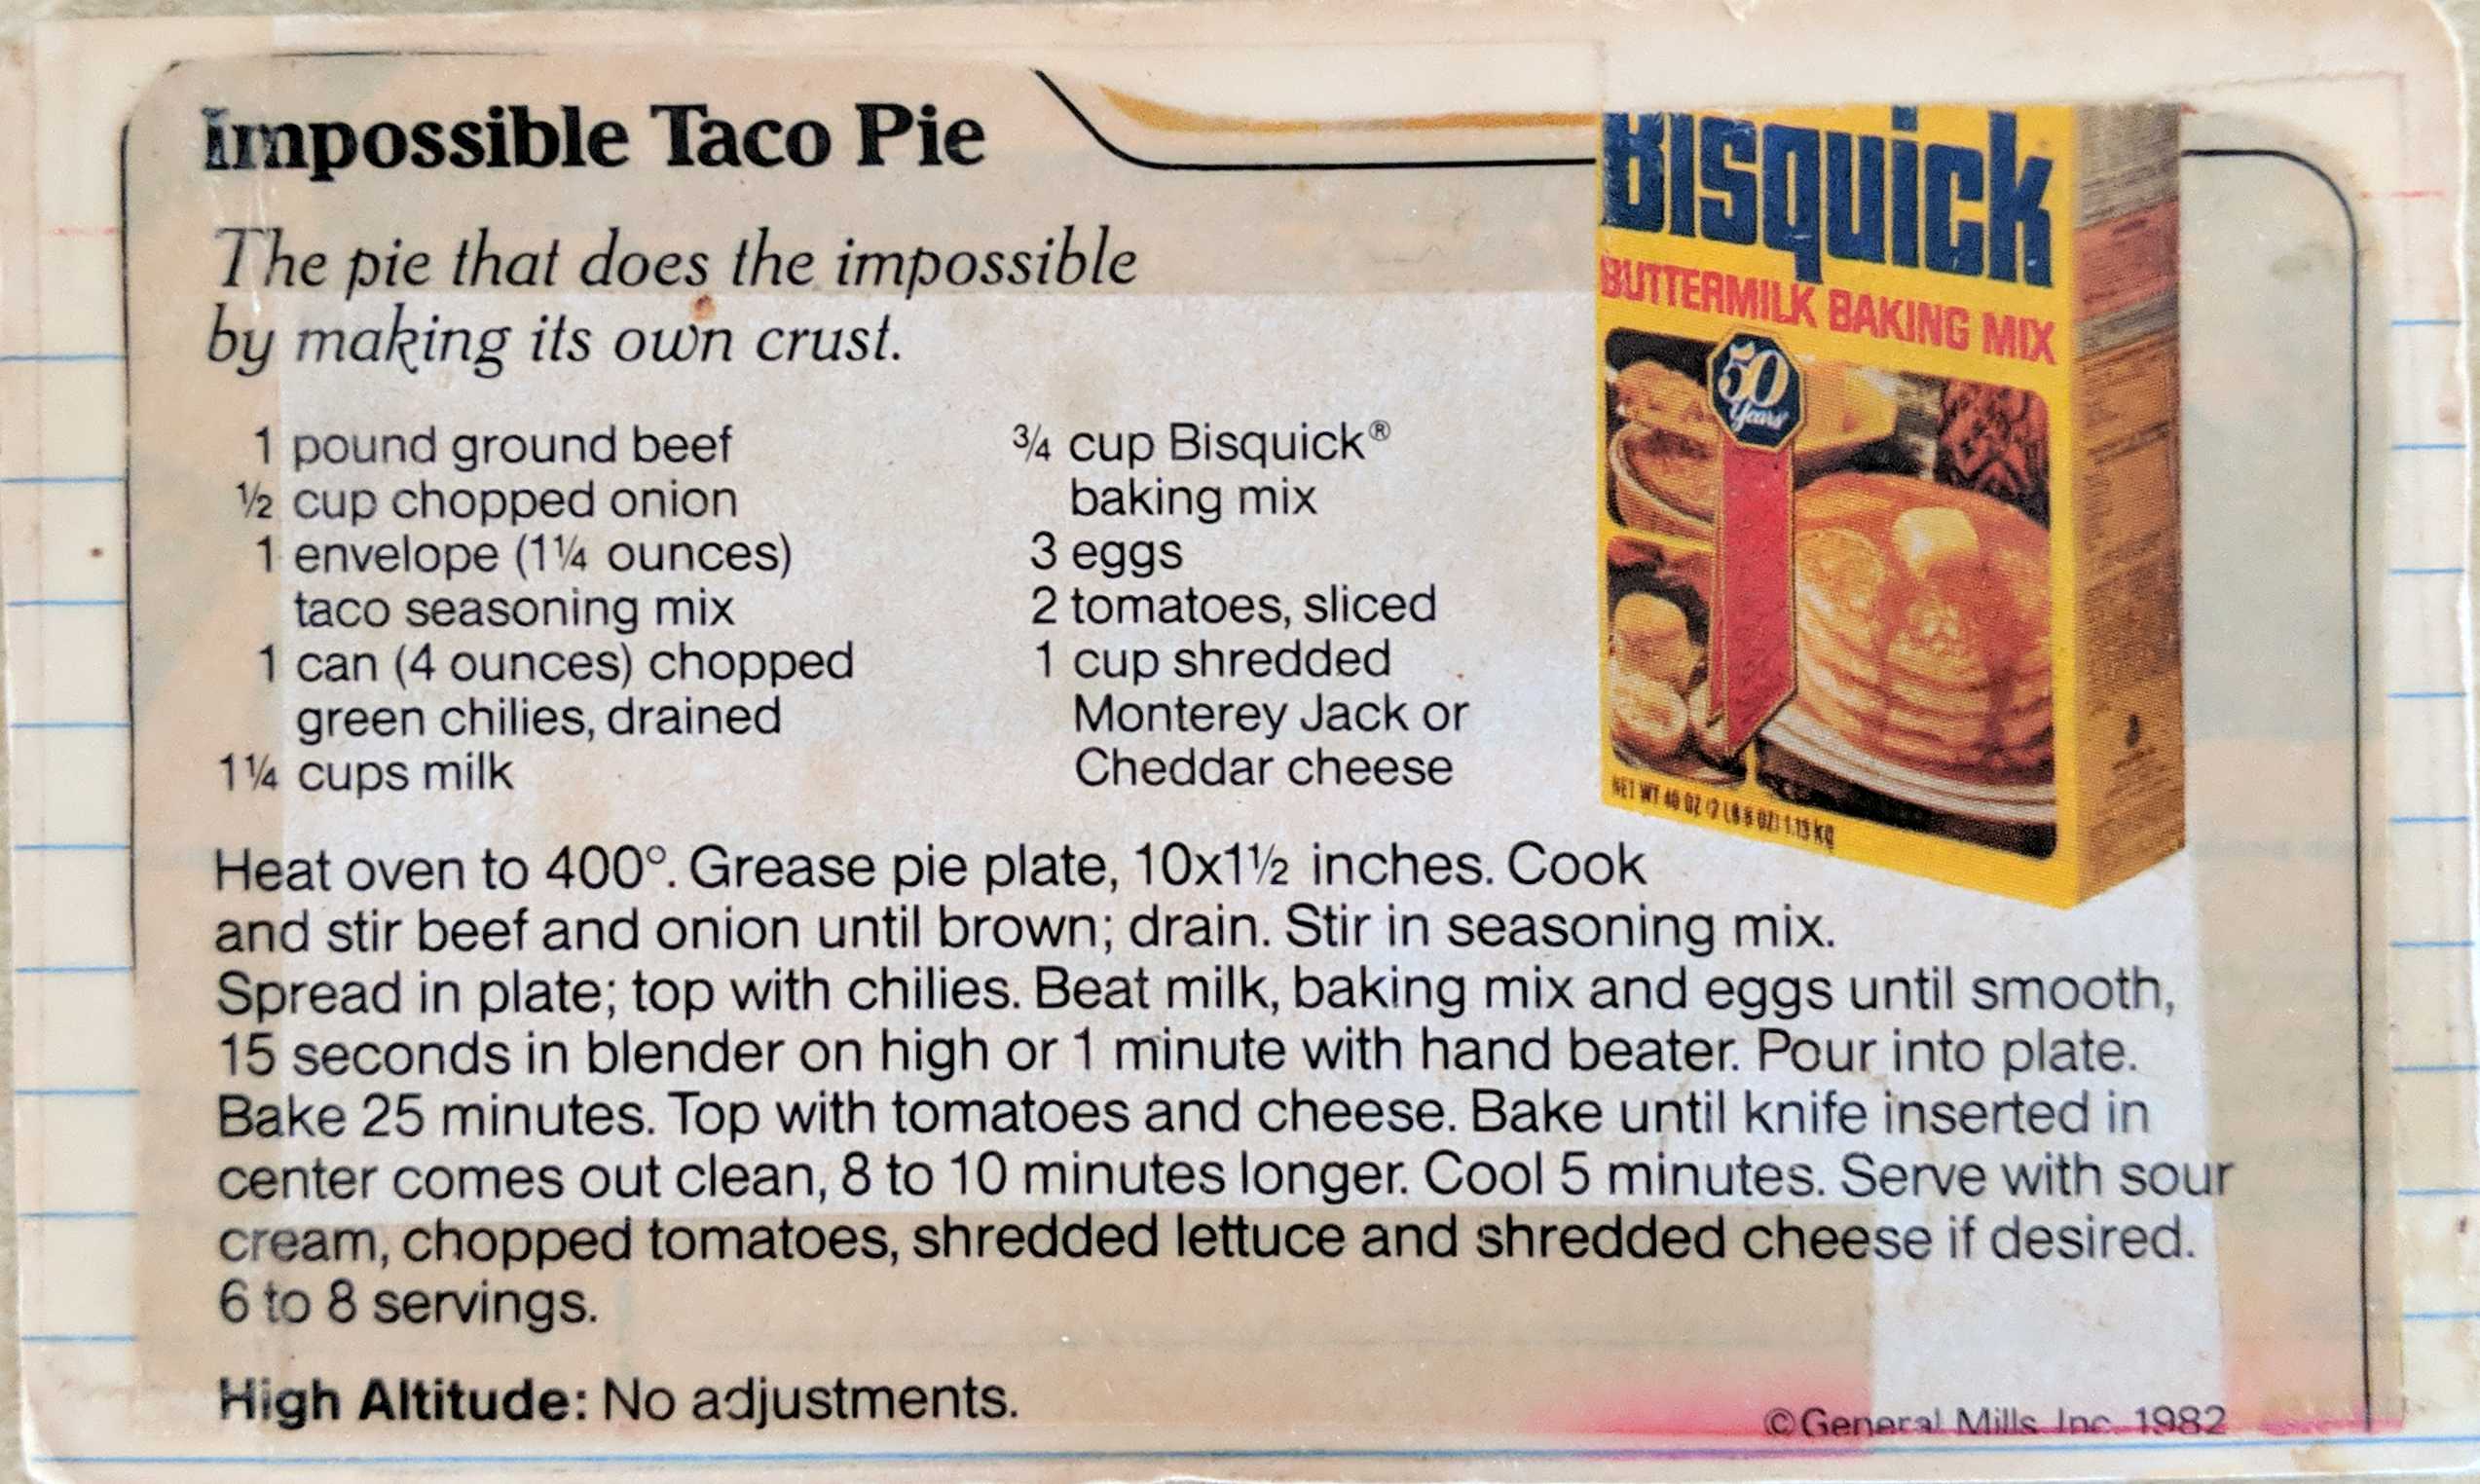 Impossible Taco Pie
The pie that does the impossible
by making its own crust.
1 pound ground beef
½ cup chopped onion
1 envelope (1¼ ounces)
taco seasoning mix
1 can (4 ounces) chopped
green chilies, drained
1¼ cups milk
¾ cup Bisquick®
baking mix
3 eggs
2 tomatoes, sliced
1 cup shredded
Monterey Jack or
Cheddar cheese
Bisquick
BUTTERMILK BAKING MIX
50
Years
NET WT 40 OZ (2 LB 8 OZ) 1.13 KG
Heat oven to 400°. Grease pie plate, 10x1½ inches. Cook
and stir beef and onion until brown; drain. Stir in seasoning mix.
Spread in plate; top with chilies. Beat milk, baking mix and eggs until smooth,
15 seconds in blender on high or 1 minute with hand beater. Pour into plate.
Bake 25 minutes. Top with tomatoes and cheese. Bake until knife inserted in
center comes out clean, 8 to 10 minutes longer. Cool 5 minutes. Serve with sour
cream, chopped tomatoes, shredded lettuce and shredded cheese if desired.
6 to 8 servings.
High Altitude: No adjustments.
©General Mills, Inc. 1982